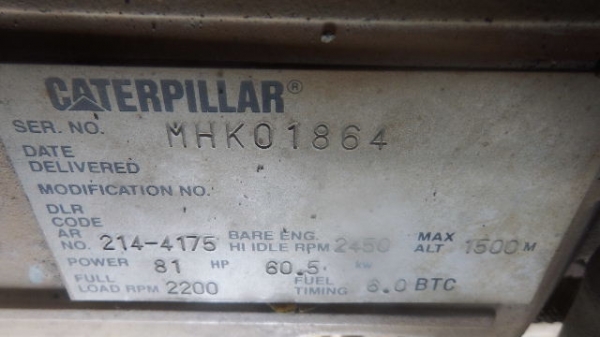 CATERPILLAR®
SER. NO. MHK01864
DATE
DELIVERED
MODIFICATION NO.
DLR
CODE
AR
NO. 214-4175 BARE ENG. HI IDLE RPM 2450 MAX ALT 1500 M
POWER 81 HP 60.5 kW
FULL LOAD RPM 2200 FUEL TIMING 6.0 BTC